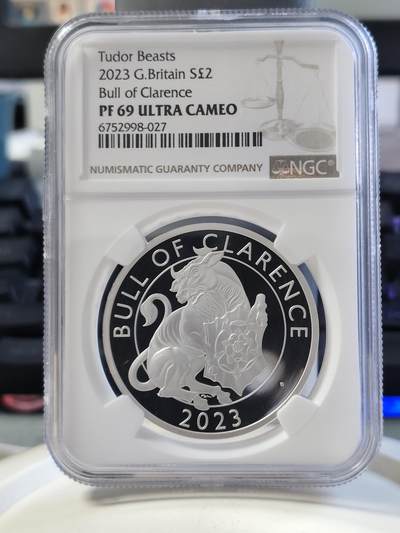 Tudor Beasts
2023 G.Britain S£2
Bull of Clarence
PF 69 ULTRA CAMEO
6752998-027
NUMISMATIC GUARANTY COMPANY
NGC
BULL OF CLARENCE
2023